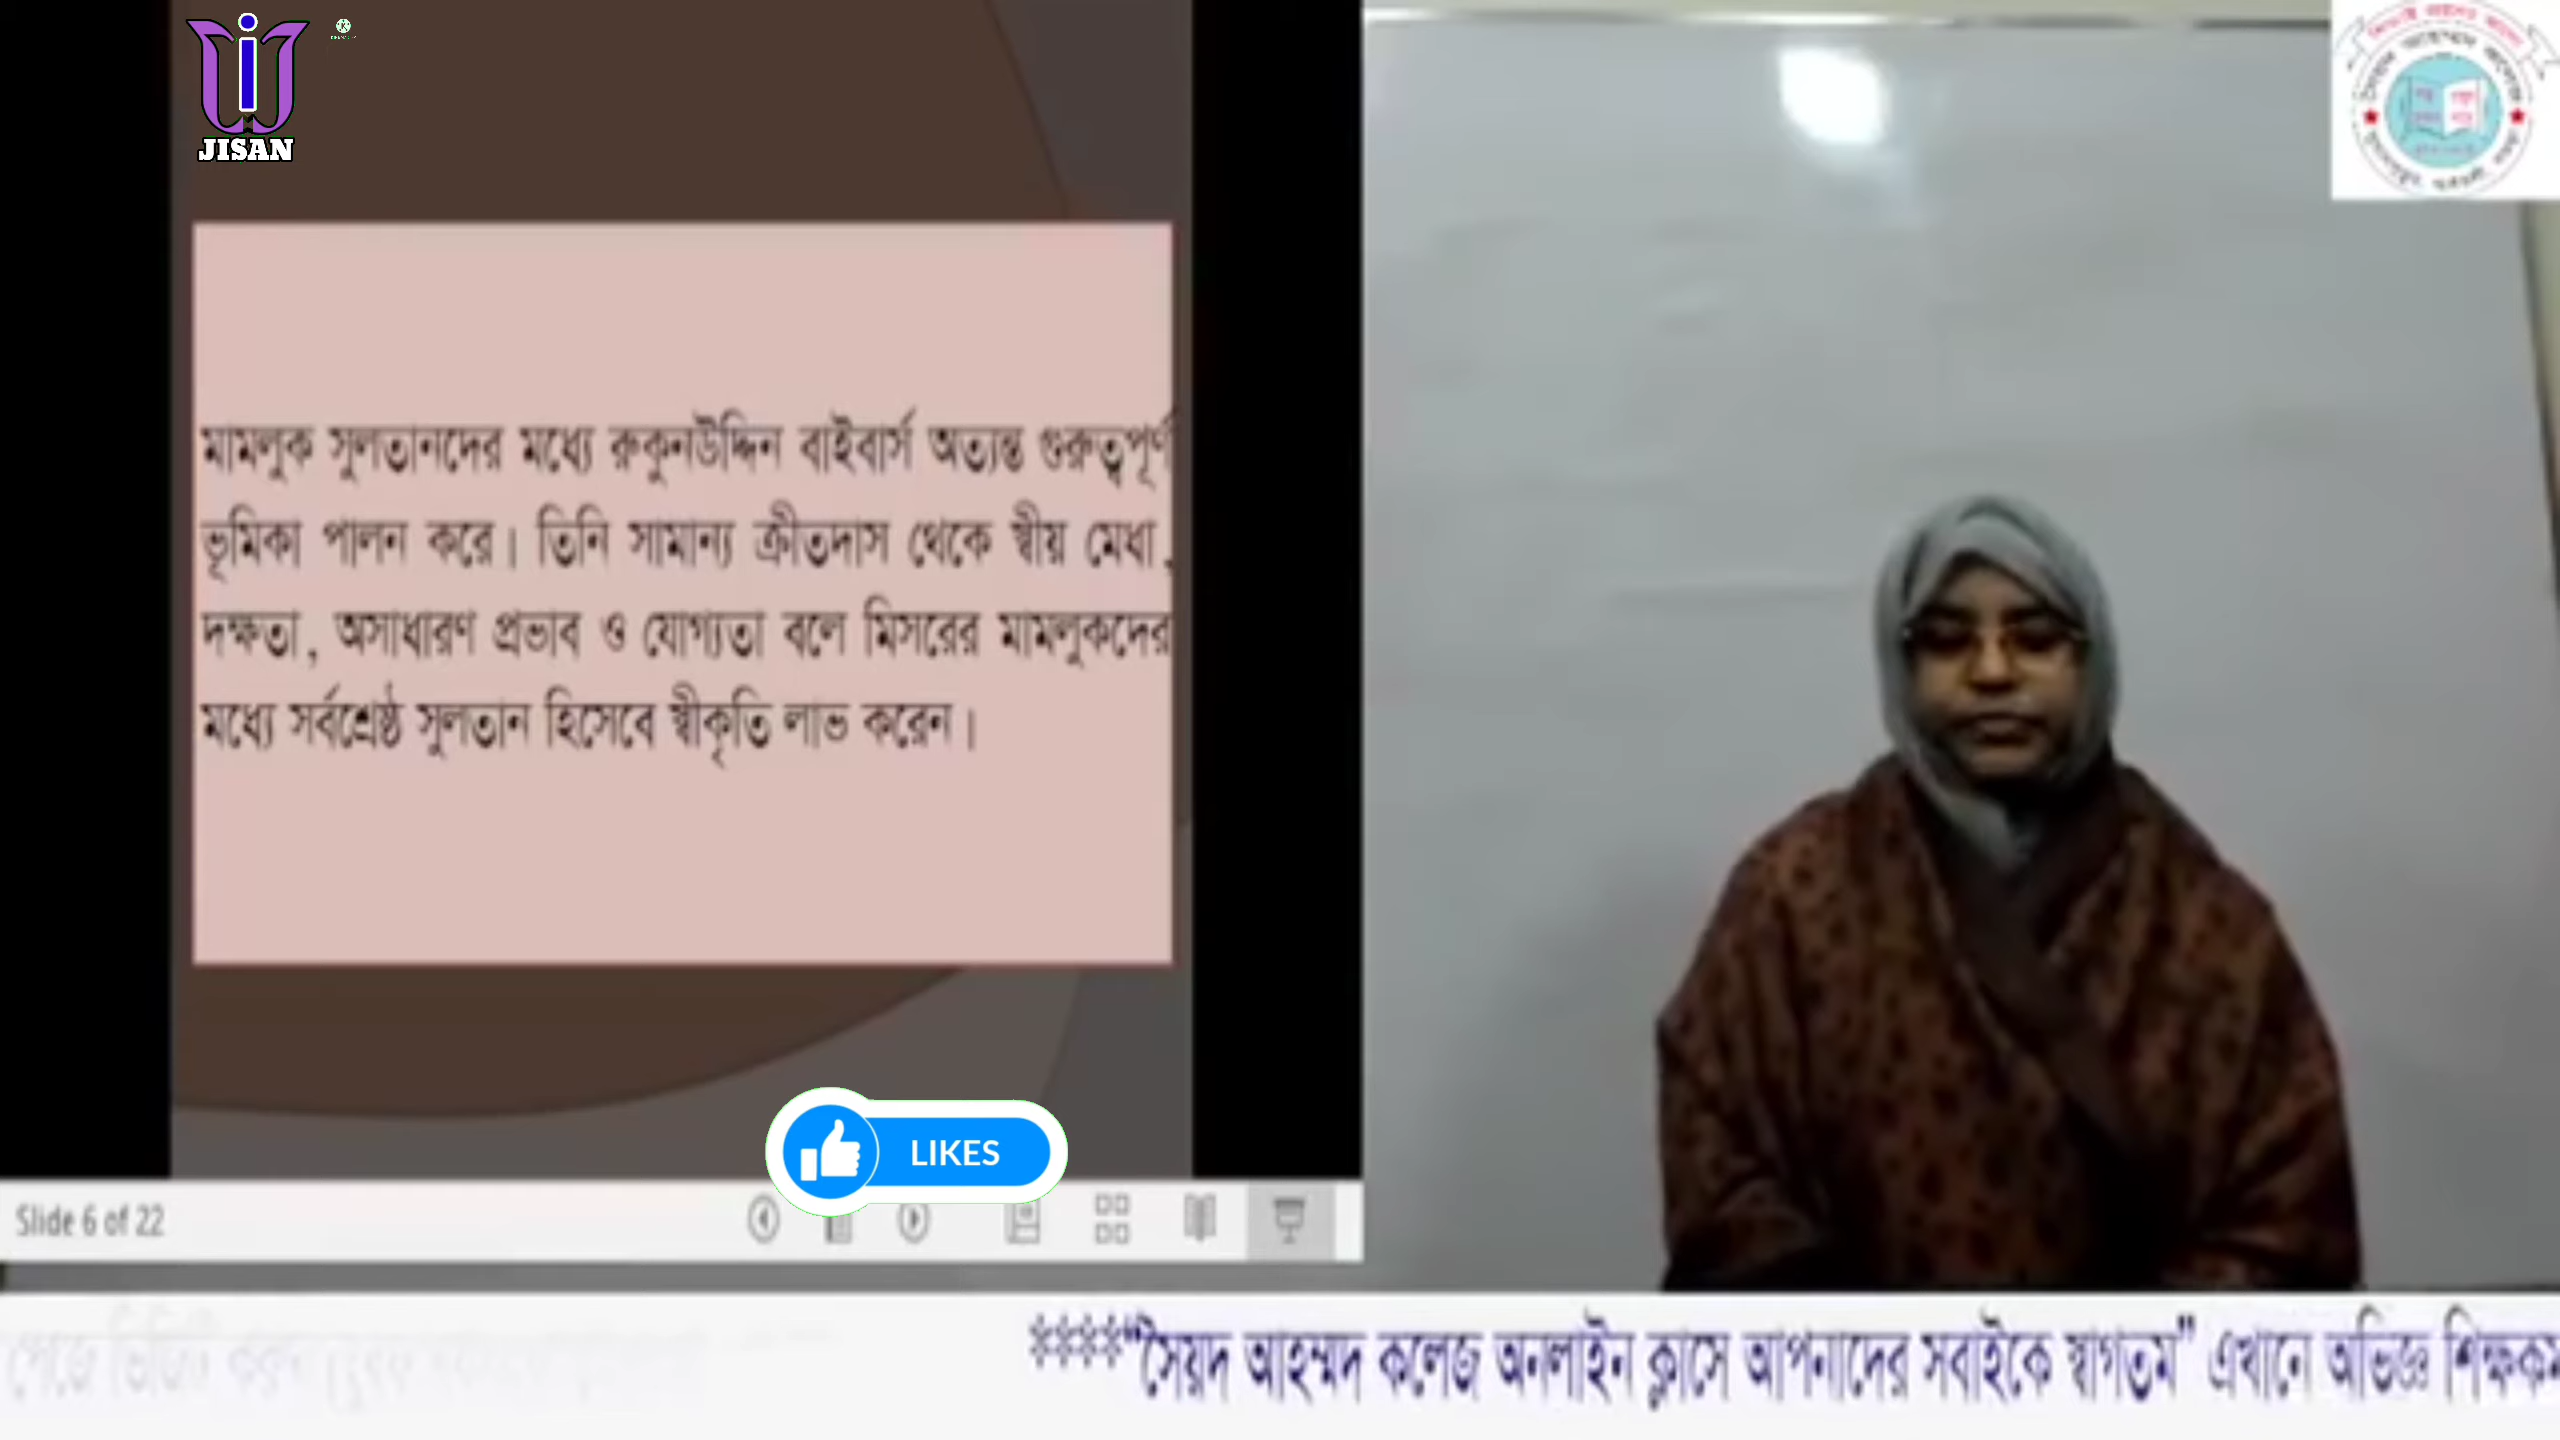 JISAN
মামলুক সুলতানদের মধ্যে রুকুনউদ্দিন বাইবার্স অত্যন্ত গুরুত্বপূর্ণ
ভূমিকা পালন করে। তিনি সামান্য ক্রীতদাস থেকে স্বীয় মেধা,
দক্ষতা, অসাধারণ প্রভাব ও যোগ্যতা বলে মিসরের মামলুকদের
মধ্যে সর্বশ্রেষ্ঠ সুলতান হিসেবে স্বীকৃতি লাভ করেন।
LIKES
Slide 6 of 22
****"সৈয়দ আহম্মদ কলেজ অনলাইন ক্লাসে আপনাদের সবাইকে স্বাগতম" এখানে অভিজ্ঞ